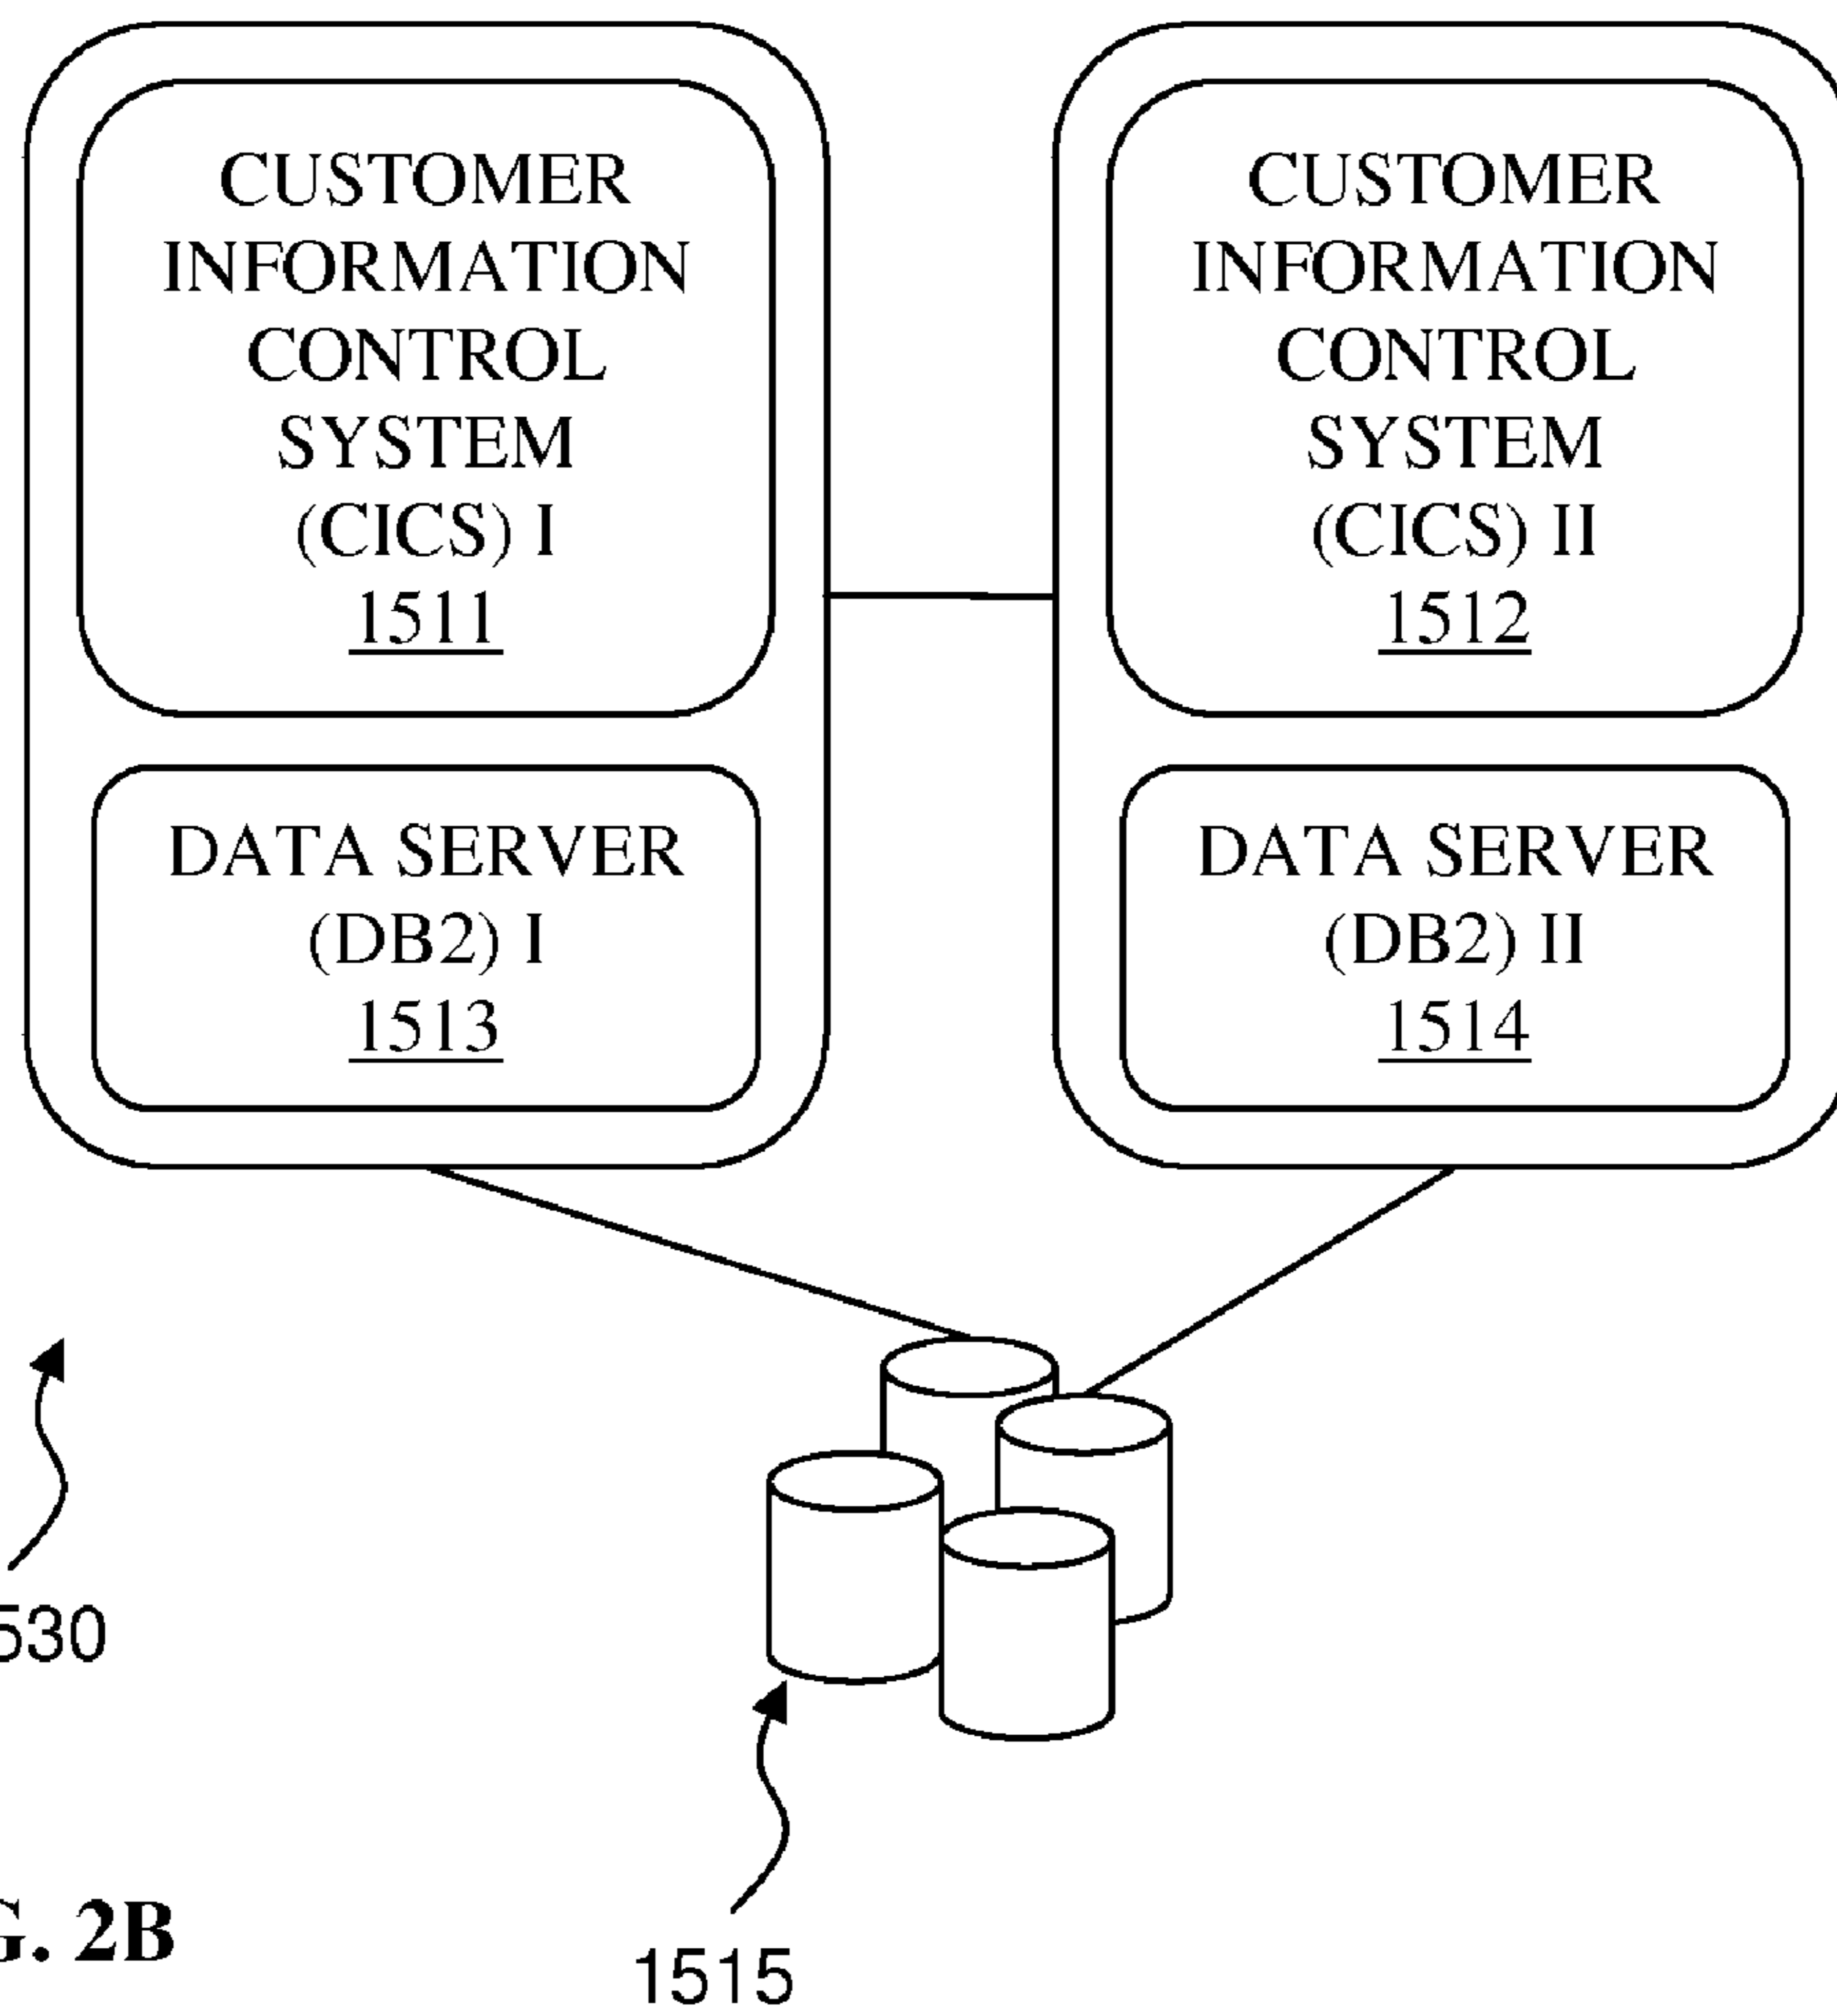 CUSTOMER
INFORMATION
CONTROL
SYSTEM
(CICS) I
1511
DATA SERVER
(DB2) I
1513
CUSTOMER
INFORMATION
CONTROL
SYSTEM
(CICS) II
1512
DATA SERVER
(DB2) II
1514
530
G. 2B
1515